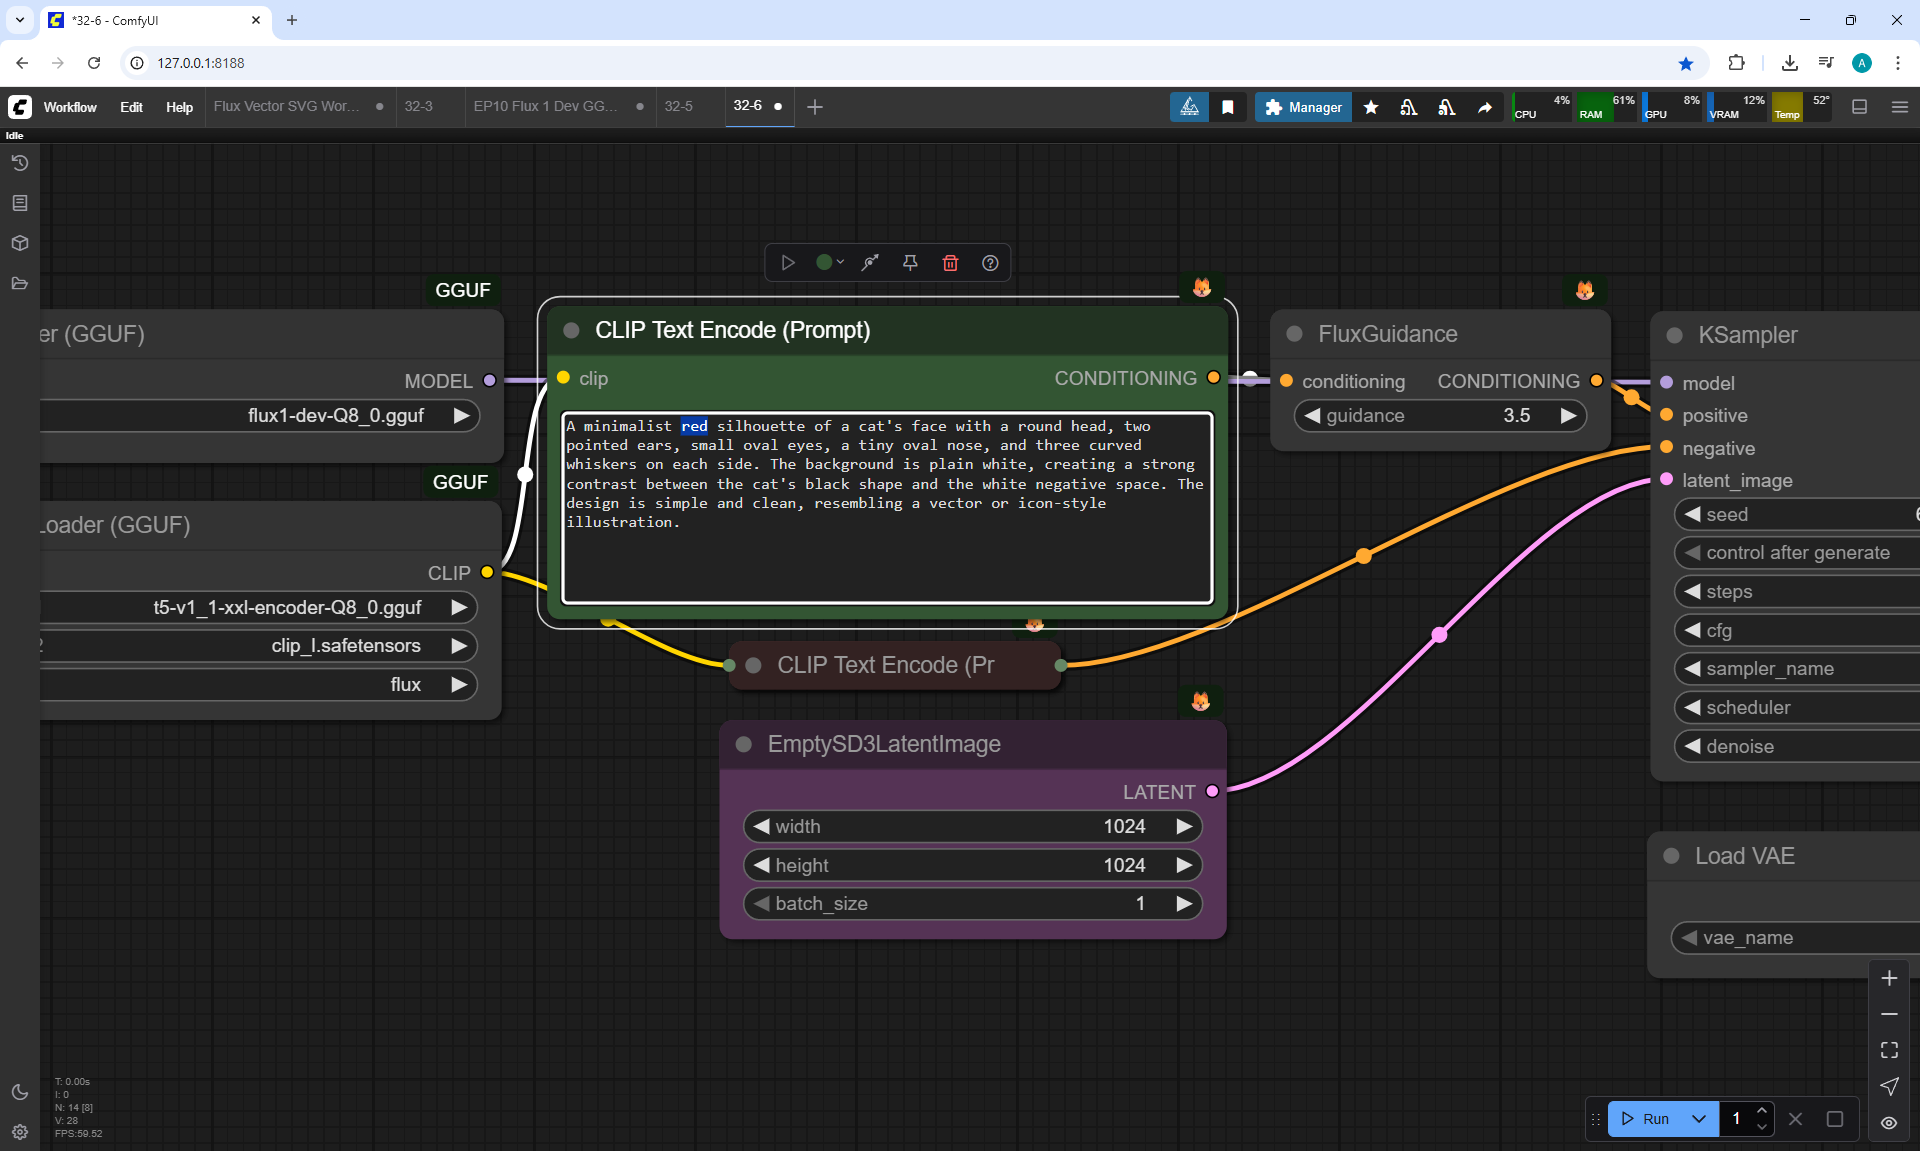 *32-6 - ComfyUI
127.0.0.1:8188
Workflow Edit Help Flux Vector SVG Wor... 32-3 EP10 Flux 1 Dev GG... 32-5 32-6
Manager
CPU 4% RAM 61% GPU 8% VRAM 12% Temp 52°
Idle
GGUF
er (GGUF)
MODEL
flux1-dev-Q8_0.gguf
GGUF
Loader (GGUF)
CLIP
t5-v1_1-xxl-encoder-Q8_0.gguf
2 clip_l.safetensors
flux
CLIP Text Encode (Prompt)
clip CONDITIONING
A minimalist red silhouette of a cat's face with a round head, two
pointed ears, small oval eyes, a tiny oval nose, and three curved
whiskers on each side. The background is plain white, creating a strong
contrast between the cat's black shape and the white negative space. The
design is simple and clean, resembling a vector or icon-style
illustration.
CLIP Text Encode (Pr
EmptySD3LatentImage
LATENT
width 1024
height 1024
batch_size 1
FluxGuidance
conditioning CONDITIONING
guidance 3.5
KSampler
model
positive
negative
latent_image
seed
control after generate
steps
cfg
sampler_name
scheduler
denoise
Load VAE
vae_name
T: 0.00s
I: 0
N: 14 [8]
V: 28
FPS:59.52
Run 1
A